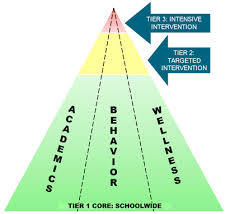 TIER 3: INTENSIVE
INTERVENTION
TIER 2:
TARGETED
INTERVENTION
ACADEMICS
BEHAVIOR
WELLNESS
TIER 1 CORE: SCHOOLWIDE